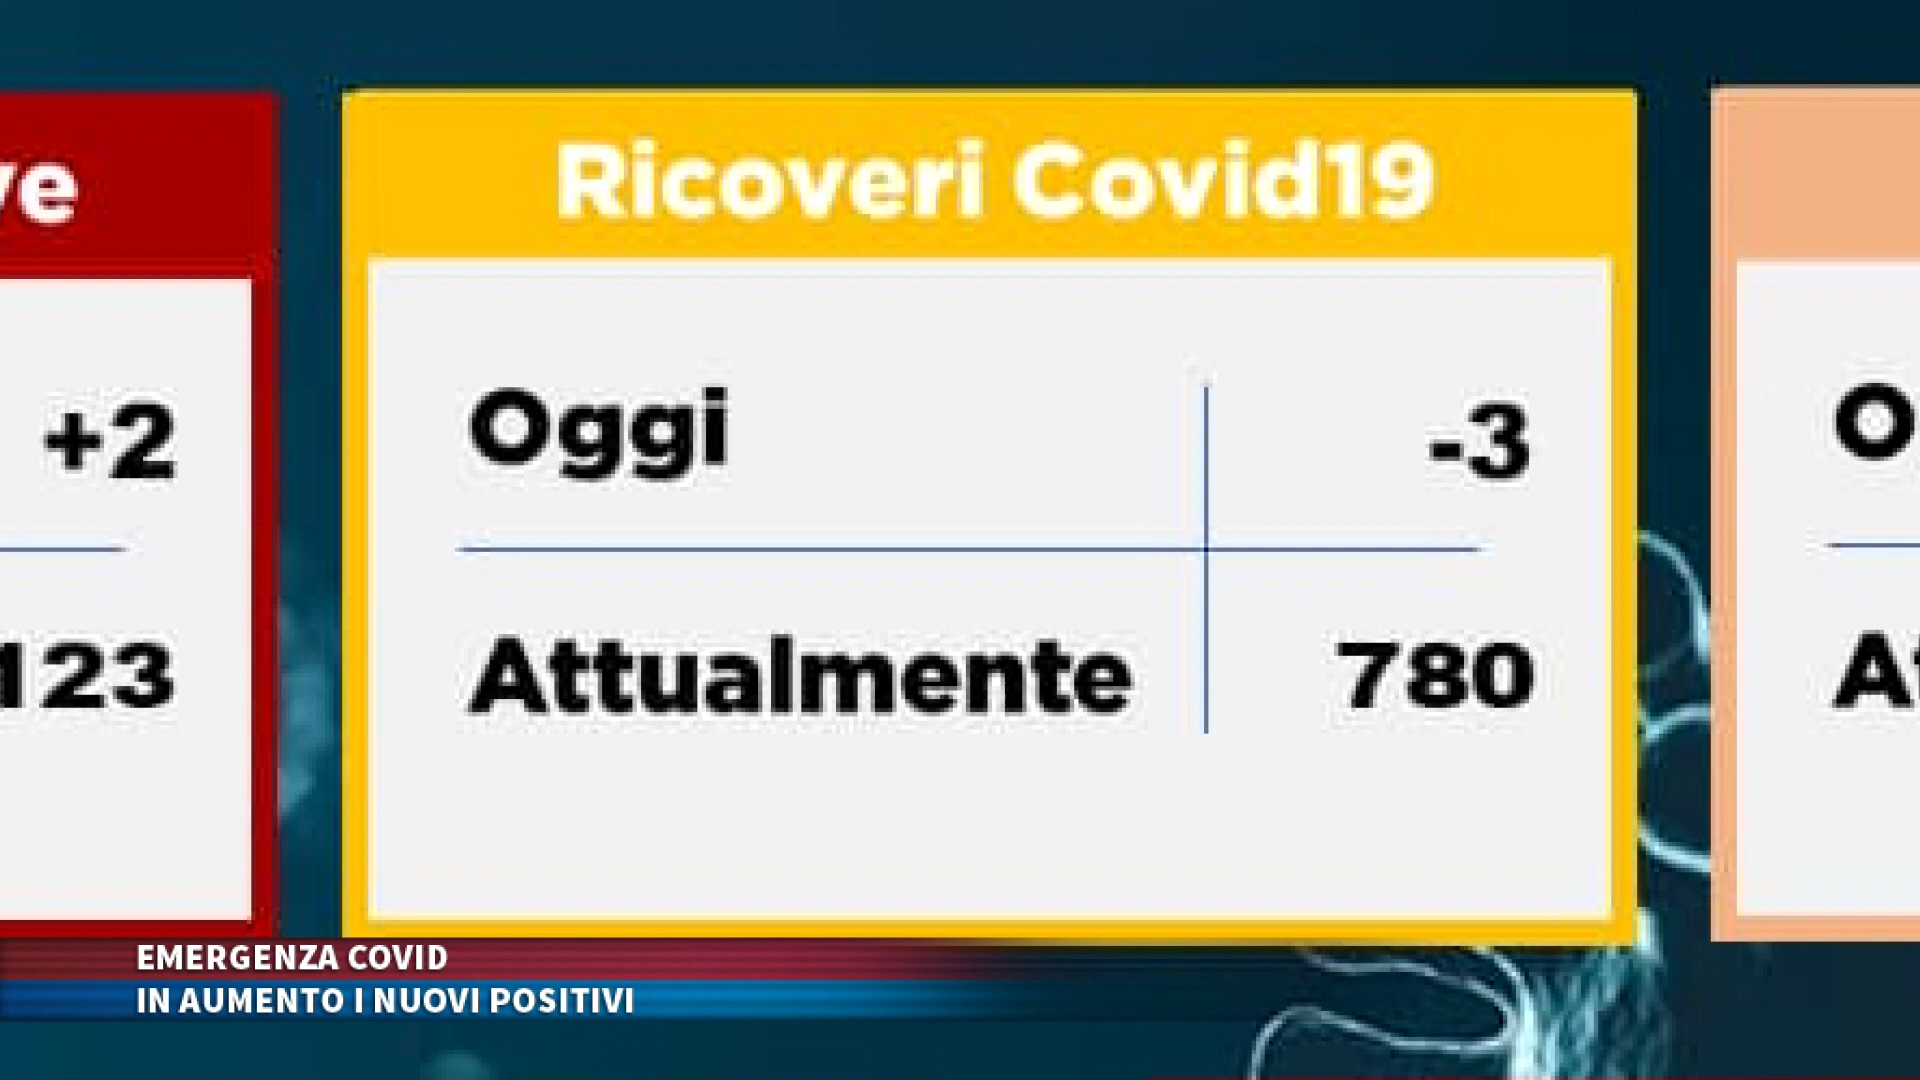 Ricoveri Covid19
+2
Oggi -3
123
Attualmente 780
EMERGENZA COVID
IN AUMENTO I NUOVI POSITIVI